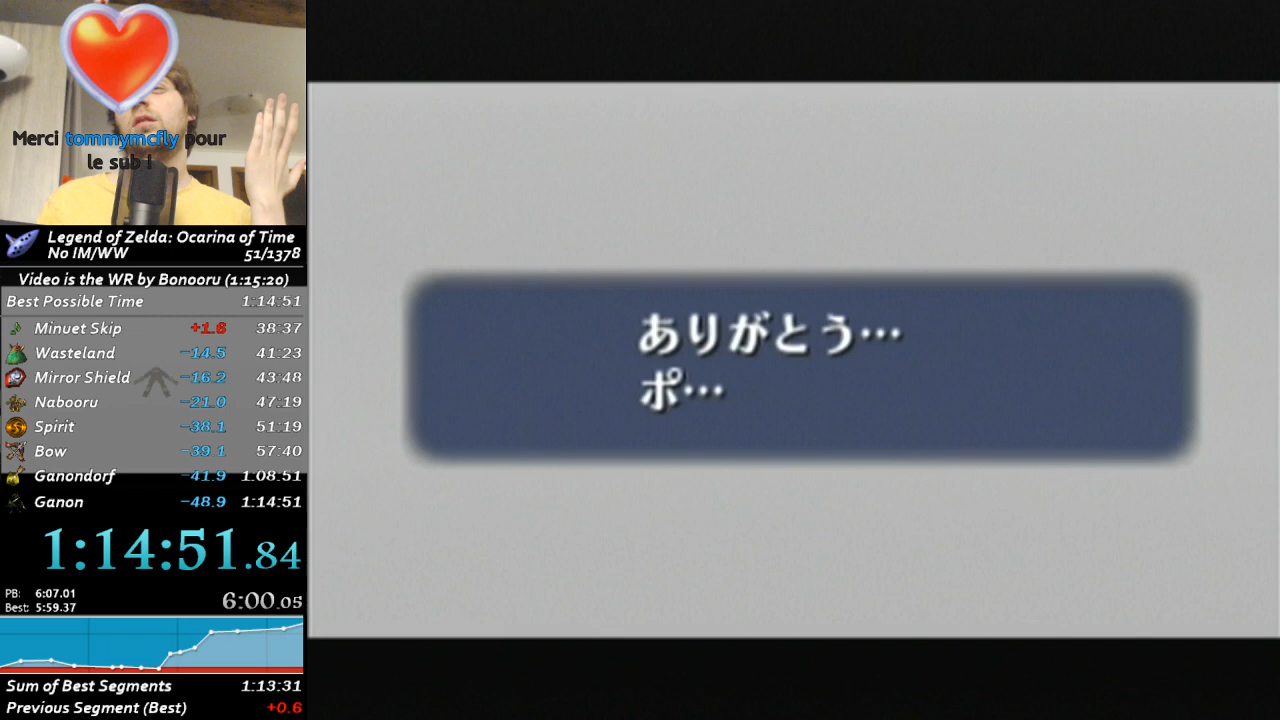 Merci tommymcfly pour
le sub !
Legend of Zelda: Ocarina of Time
No IM/WW 51/1378
Video is the WR by Bonooru (1:15:20)
Best Possible Time 1:14:51
Minuet Skip +1.6 38:37
Wasteland −14.5 41:23
Mirror Shield −16.2 43:48
Nabooru −21.0 47:19
Spirit −38.1 51:19
Bow −39.1 57:40
Ganondorf −41.9 1:08:51
Ganon −48.9 1:14:51
1:14:51.84
PB: 6:07.01
Best: 5:59.37
6:00.05
Sum of Best Segments 1:13:31
Previous Segment (Best) +0.6
ありがとう…
ポ…